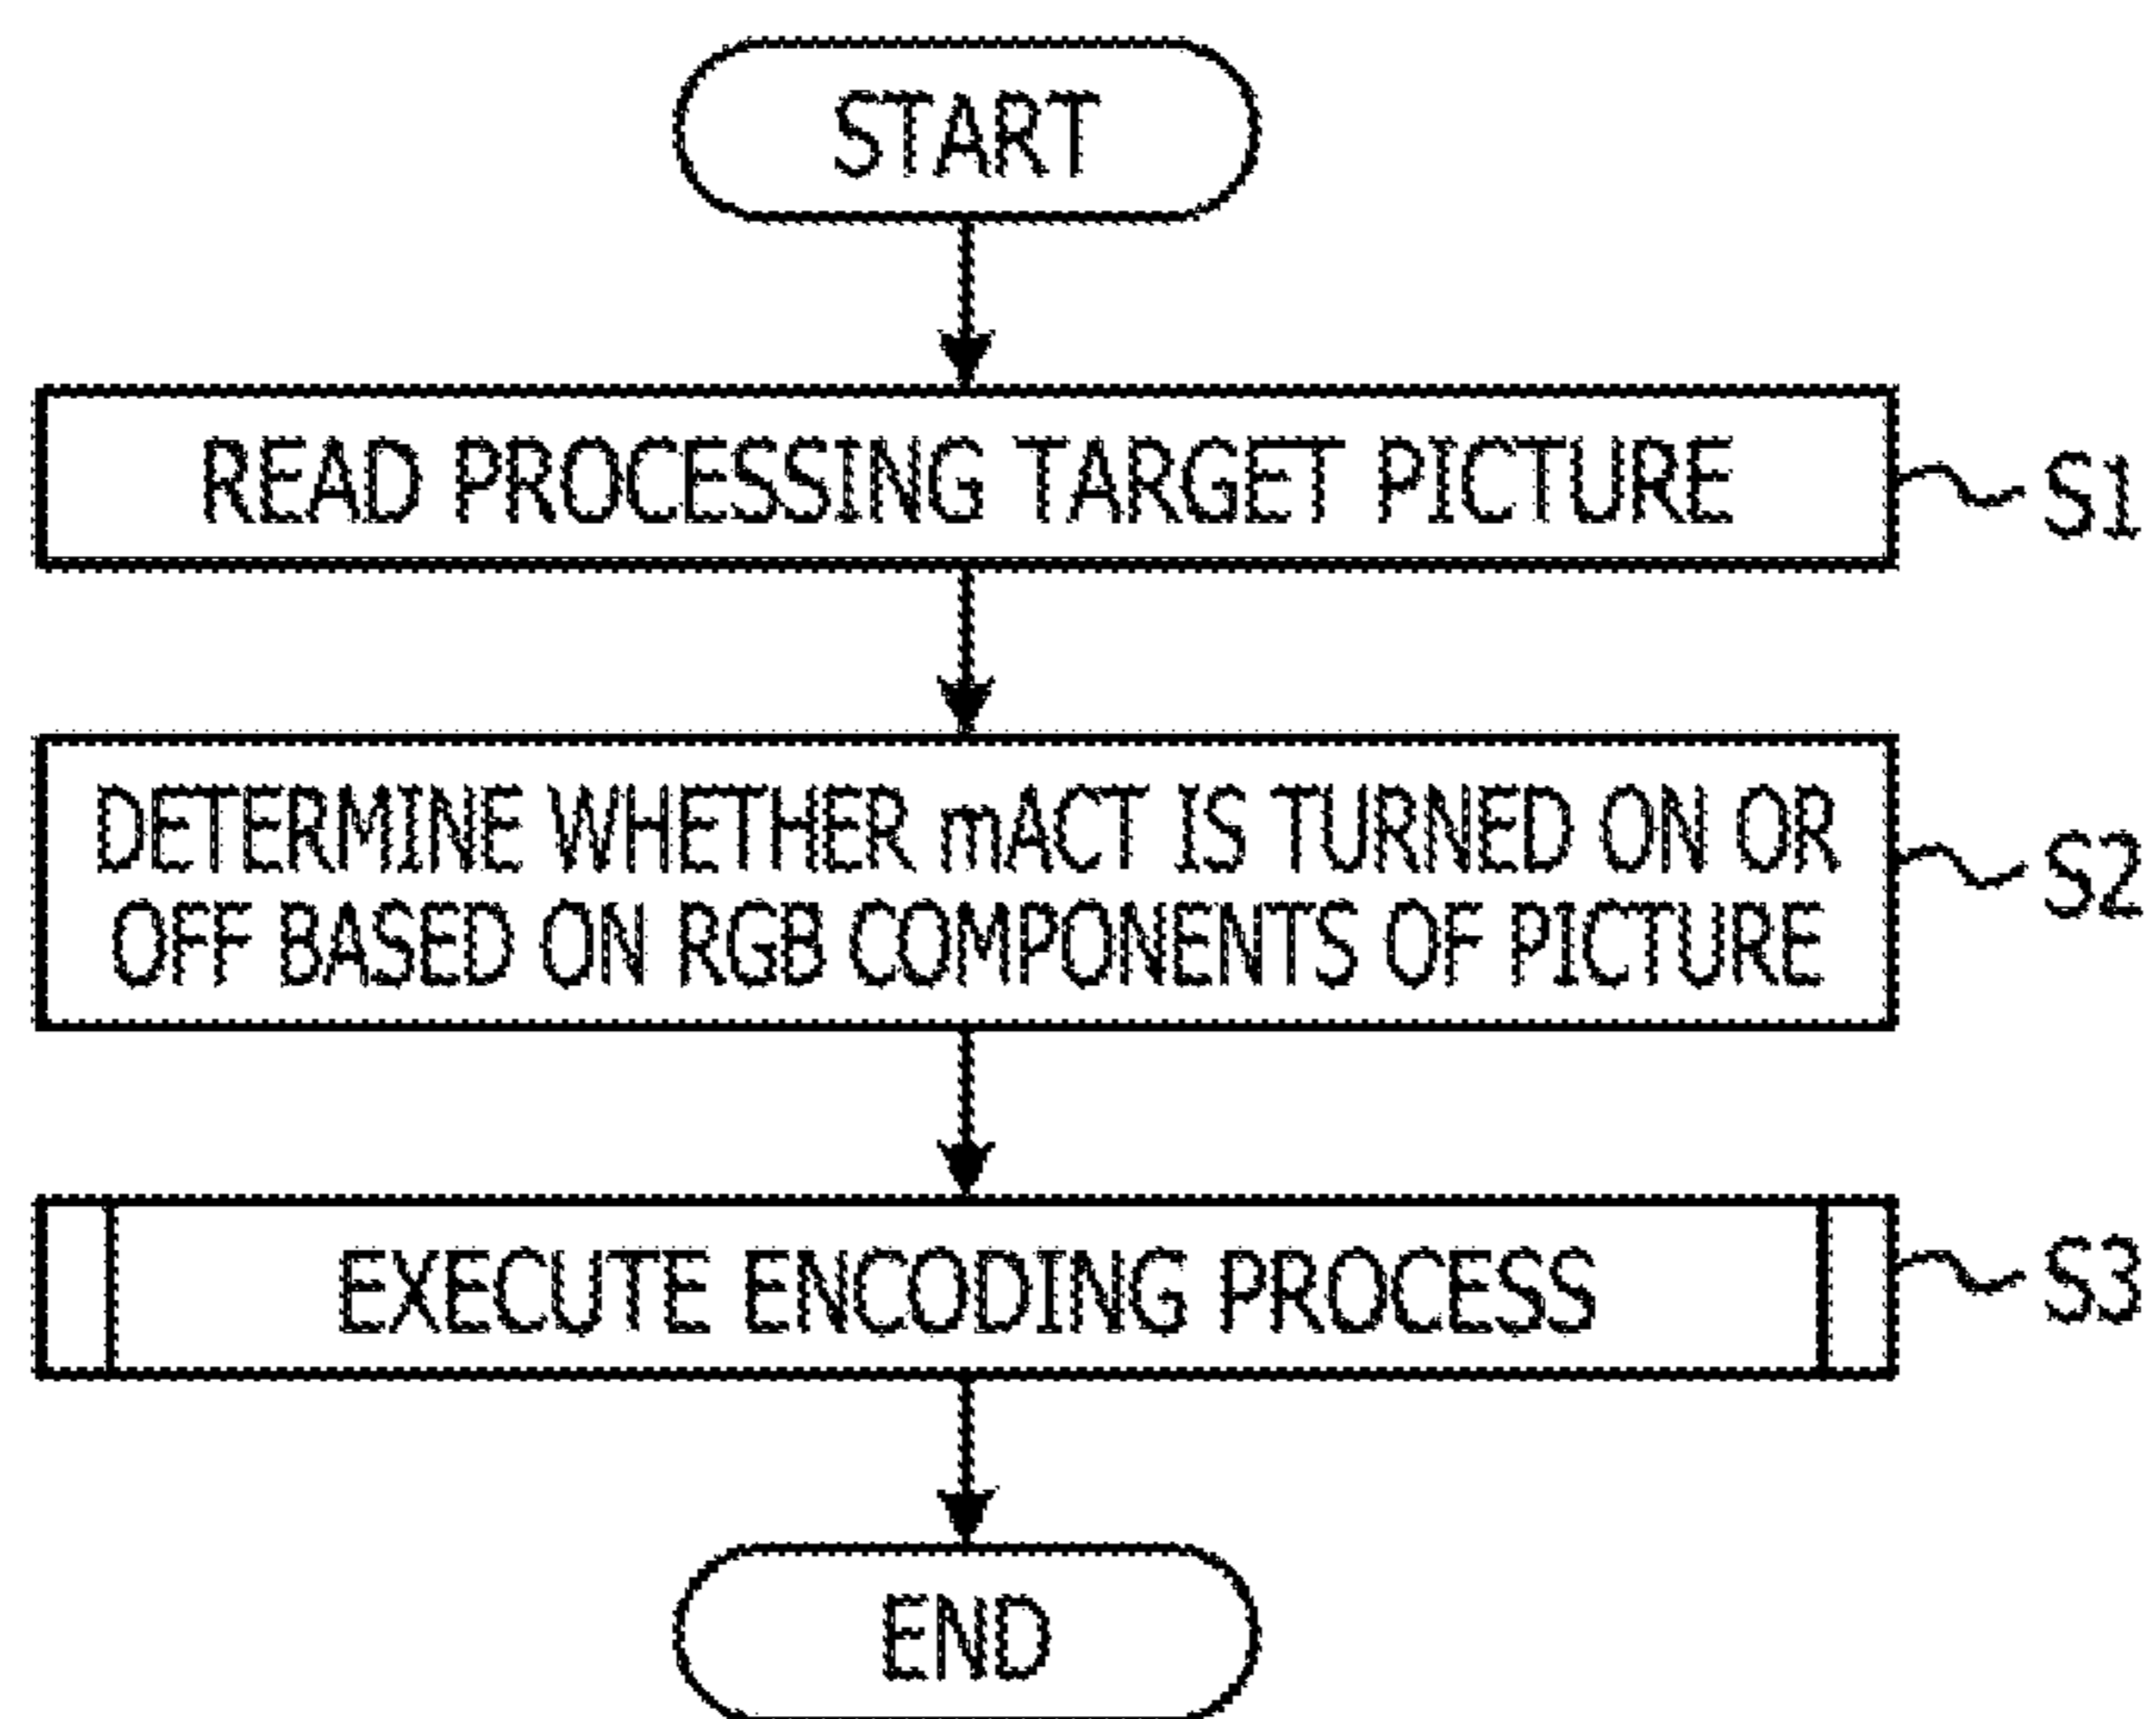 START
READ PROCESSING TARGET PICTURE
S1
DETERMINE WHETHER mACT IS TURNED ON OR
OFF BASED ON RGB COMPONENTS OF PICTURE
S2
EXECUTE ENCODING PROCESS
S3
END